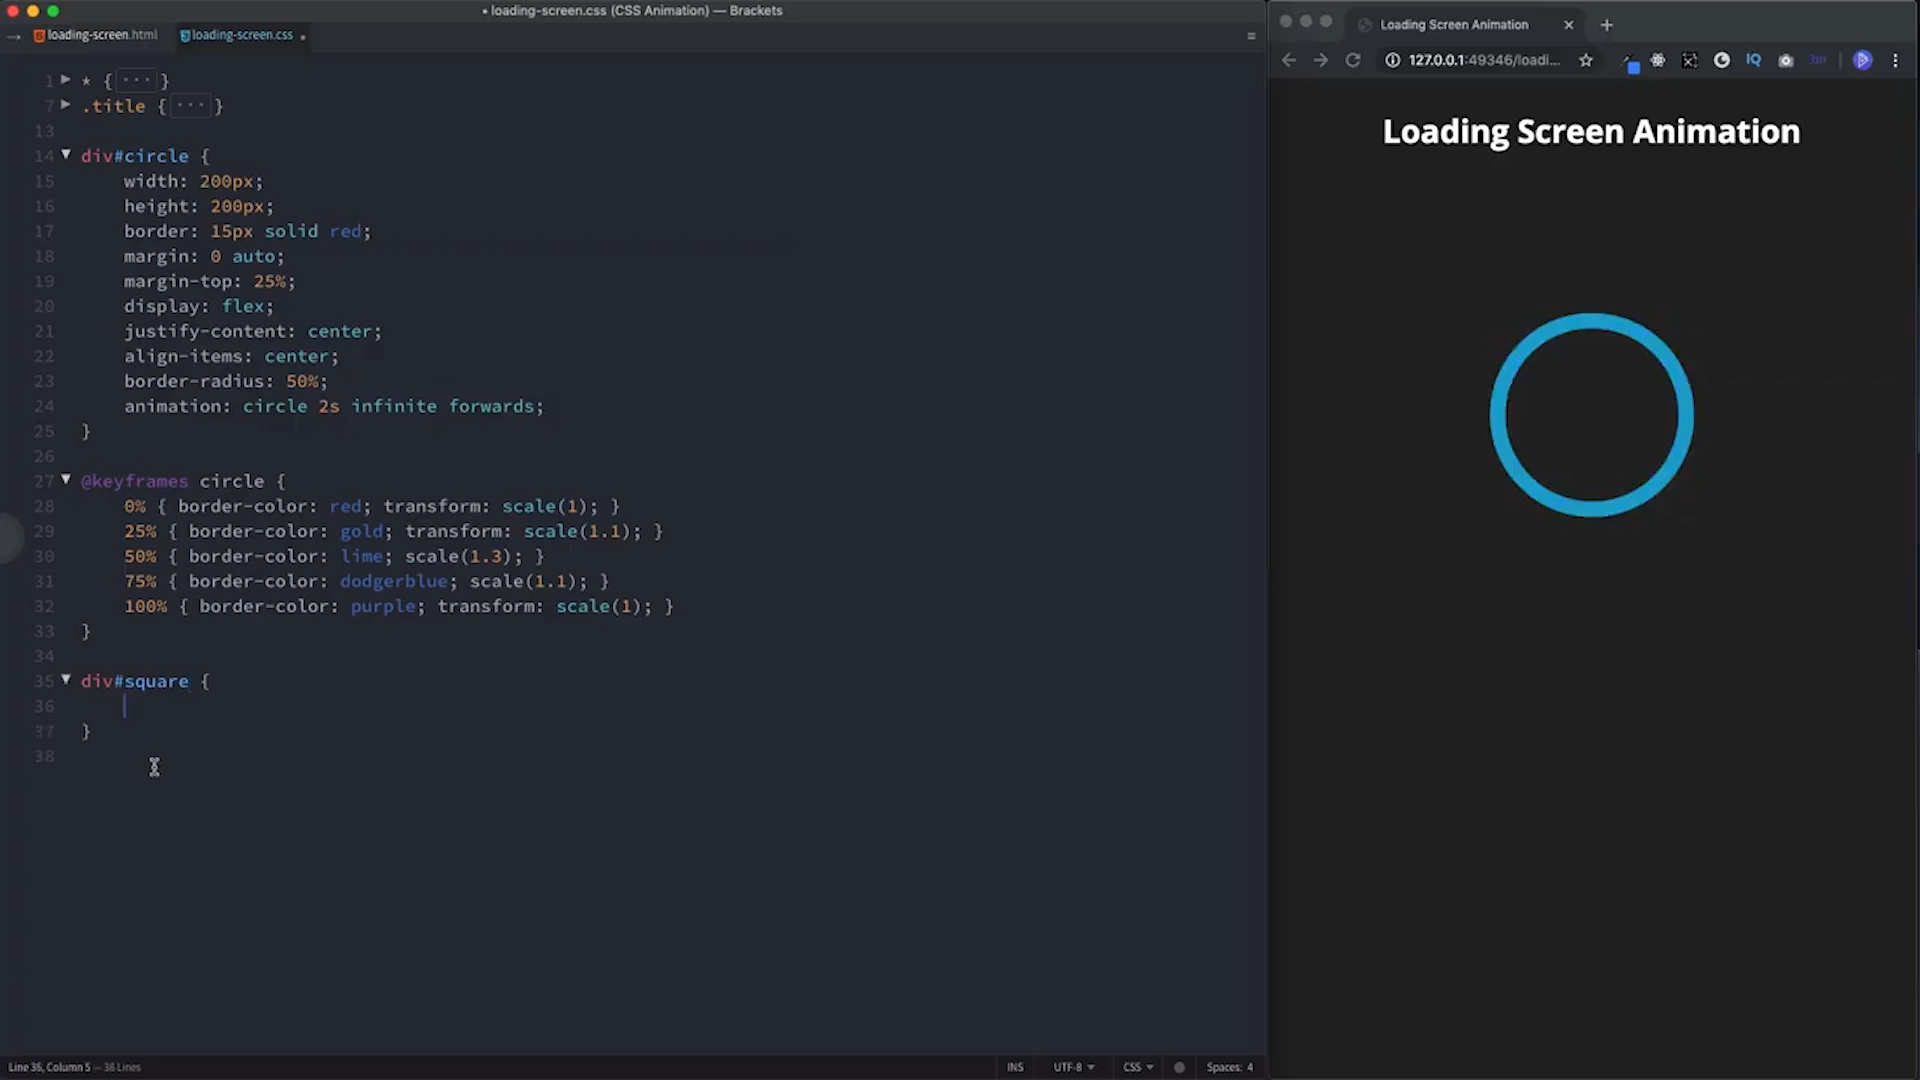 • loading-screen.css (CSS Animation) — Brackets
loading-screen.html
loading-screen.css •
1 * { ··· }
7 .title { ··· }
13
14 div#circle {
15 width: 200px;
16 height: 200px;
17 border: 15px solid red;
18 margin: 0 auto;
19 margin-top: 25%;
20 display: flex;
21 justify-content: center;
22 align-items: center;
23 border-radius: 50%;
24 animation: circle 2s infinite forwards;
25 }
26
27 @keyframes circle {
28 0% { border-color: red; transform: scale(1); }
29 25% { border-color: gold; transform: scale(1.1); }
30 50% { border-color: lime; scale(1.3); }
31 75% { border-color: dodgerblue; scale(1.1); }
32 100% { border-color: purple; transform: scale(1); }
33 }
34
35 div#square {
36
37 }
38
Line 36, Column 5 — 38 Lines
INS UTF-8 CSS Spaces: 4
Loading Screen Animation
127.0.0.1:49346/loadi...
IQ
Loading Screen Animation